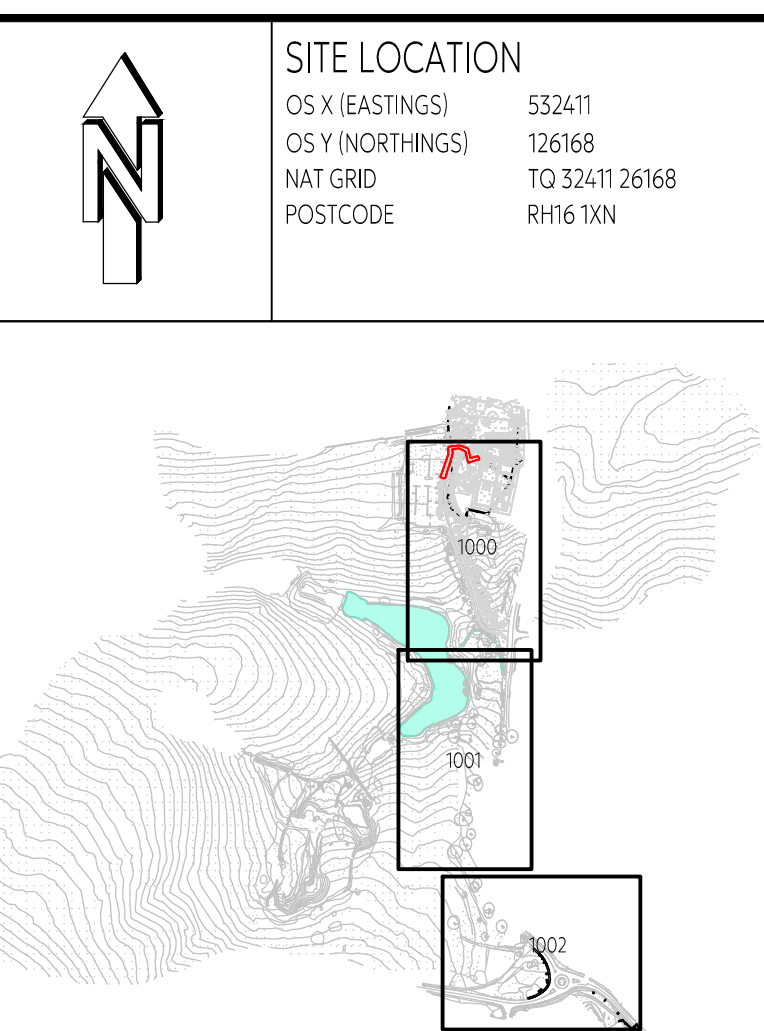 N
SITE LOCATION
OS X (EASTINGS) 532411
OS Y (NORTHINGS) 126168
NAT GRID TQ 32411 26168
POSTCODE RH16 1XN
1000
1001
1002